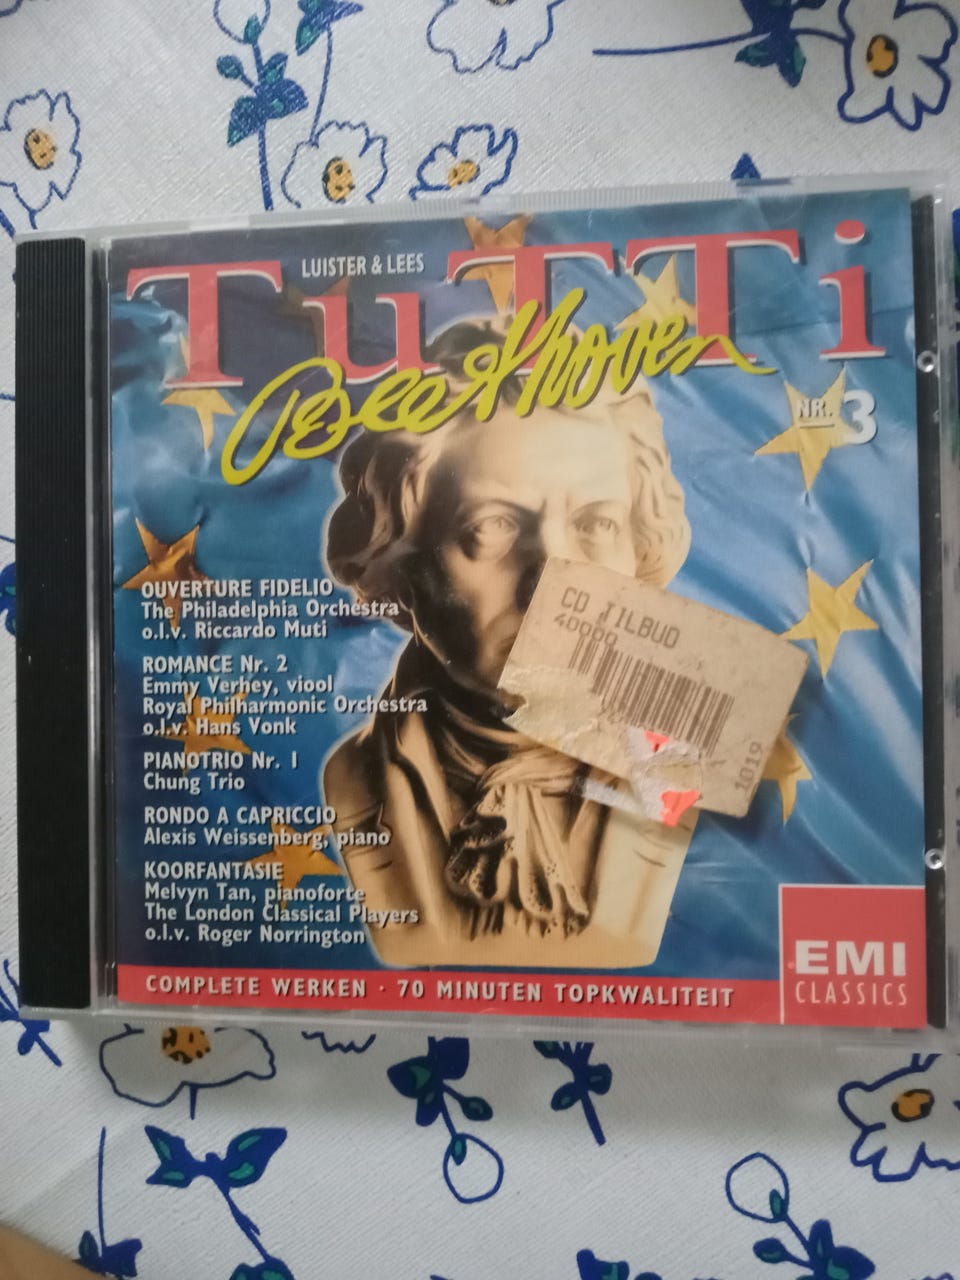 LUISTER & LEES
TuTTi
Beethoven
NR. 3
OUVERTURE FIDELIO
The Philadelphia Orchestra
o.l.v. Riccardo Muti
ROMANCE Nr. 2
Emmy Verhey, viool
Royal Philharmonic Orchestra
o.l.v. Hans Vonk
PIANOTRIO Nr. 1
Chung Trio
RONDO A CAPRICCIO
Alexis Weissenberg, piano
KOORFANTASIE
Melvyn Tan, pianoforte
The London Classical Players
o.l.v. Roger Norrington
CD TILBUD
40000
1019
COMPLETE WERKEN · 70 MINUTEN TOPKWALITEIT
EMI
CLASSICS